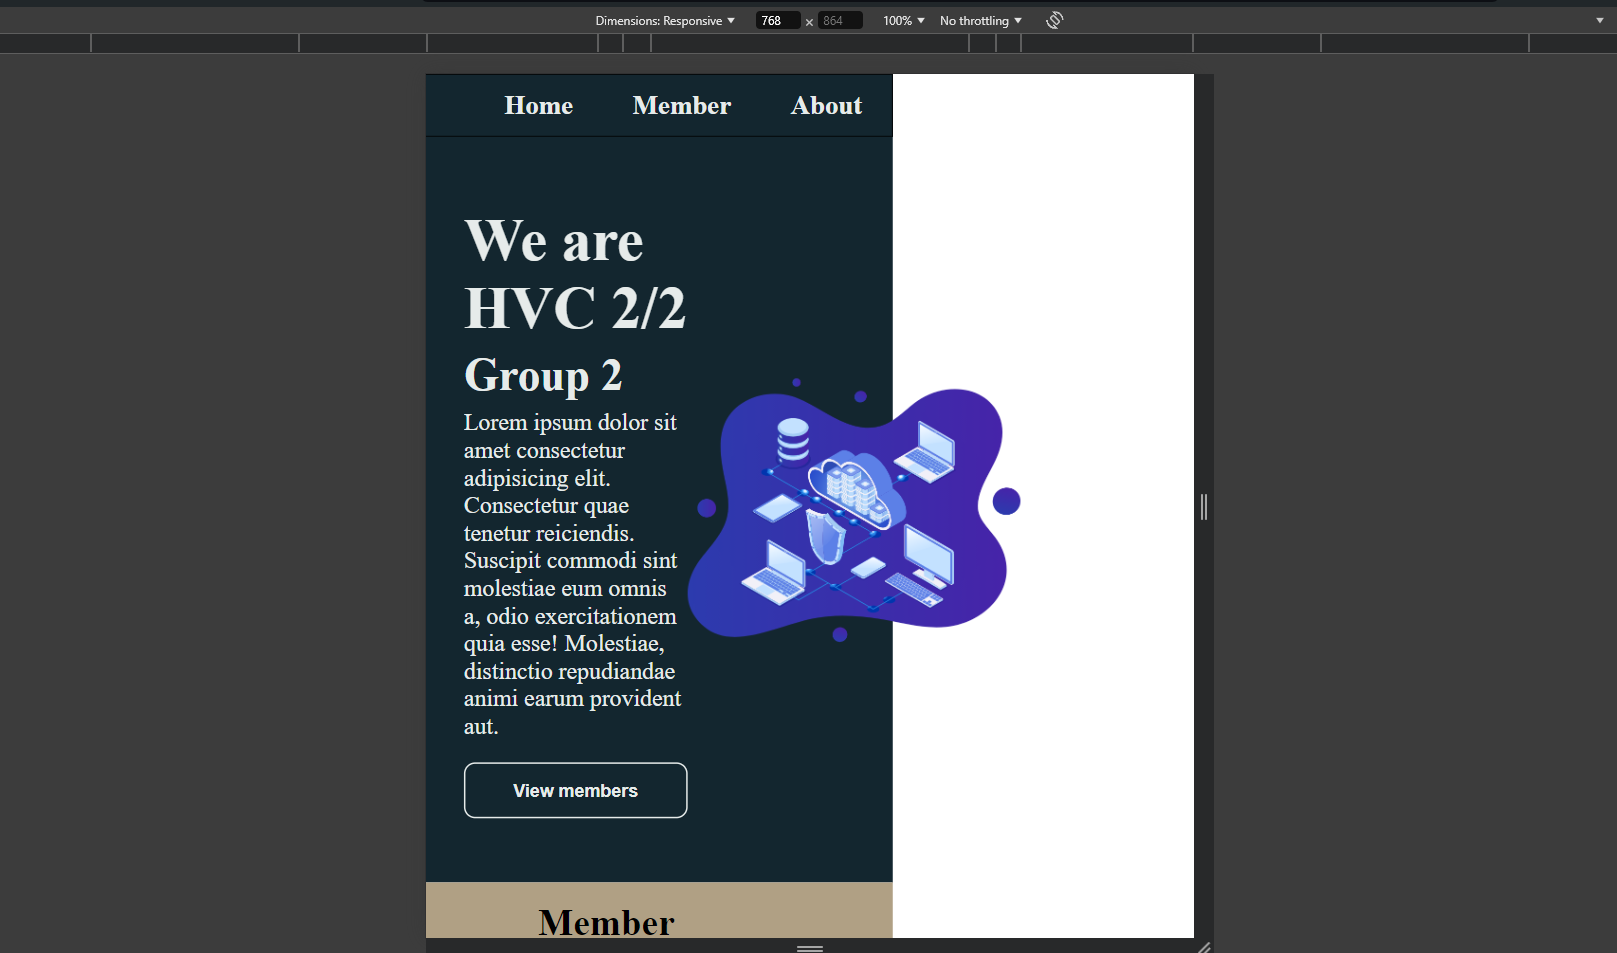 Dimensions: Responsive ▼ 768 × 864 100% ▼ No throttling ▼
Home Member About
We are
HVC 2/2
Group 2
Lorem ipsum dolor sit
amet consectetur
adipisicing elit.
Consectetur quae
tenetur reiciendis.
Suscipit commodi sint
molestiae eum omnis
a, odio exercitationem
quia esse! Molestiae,
distinctio repudiandae
animi earum provident
aut.
View members
Member